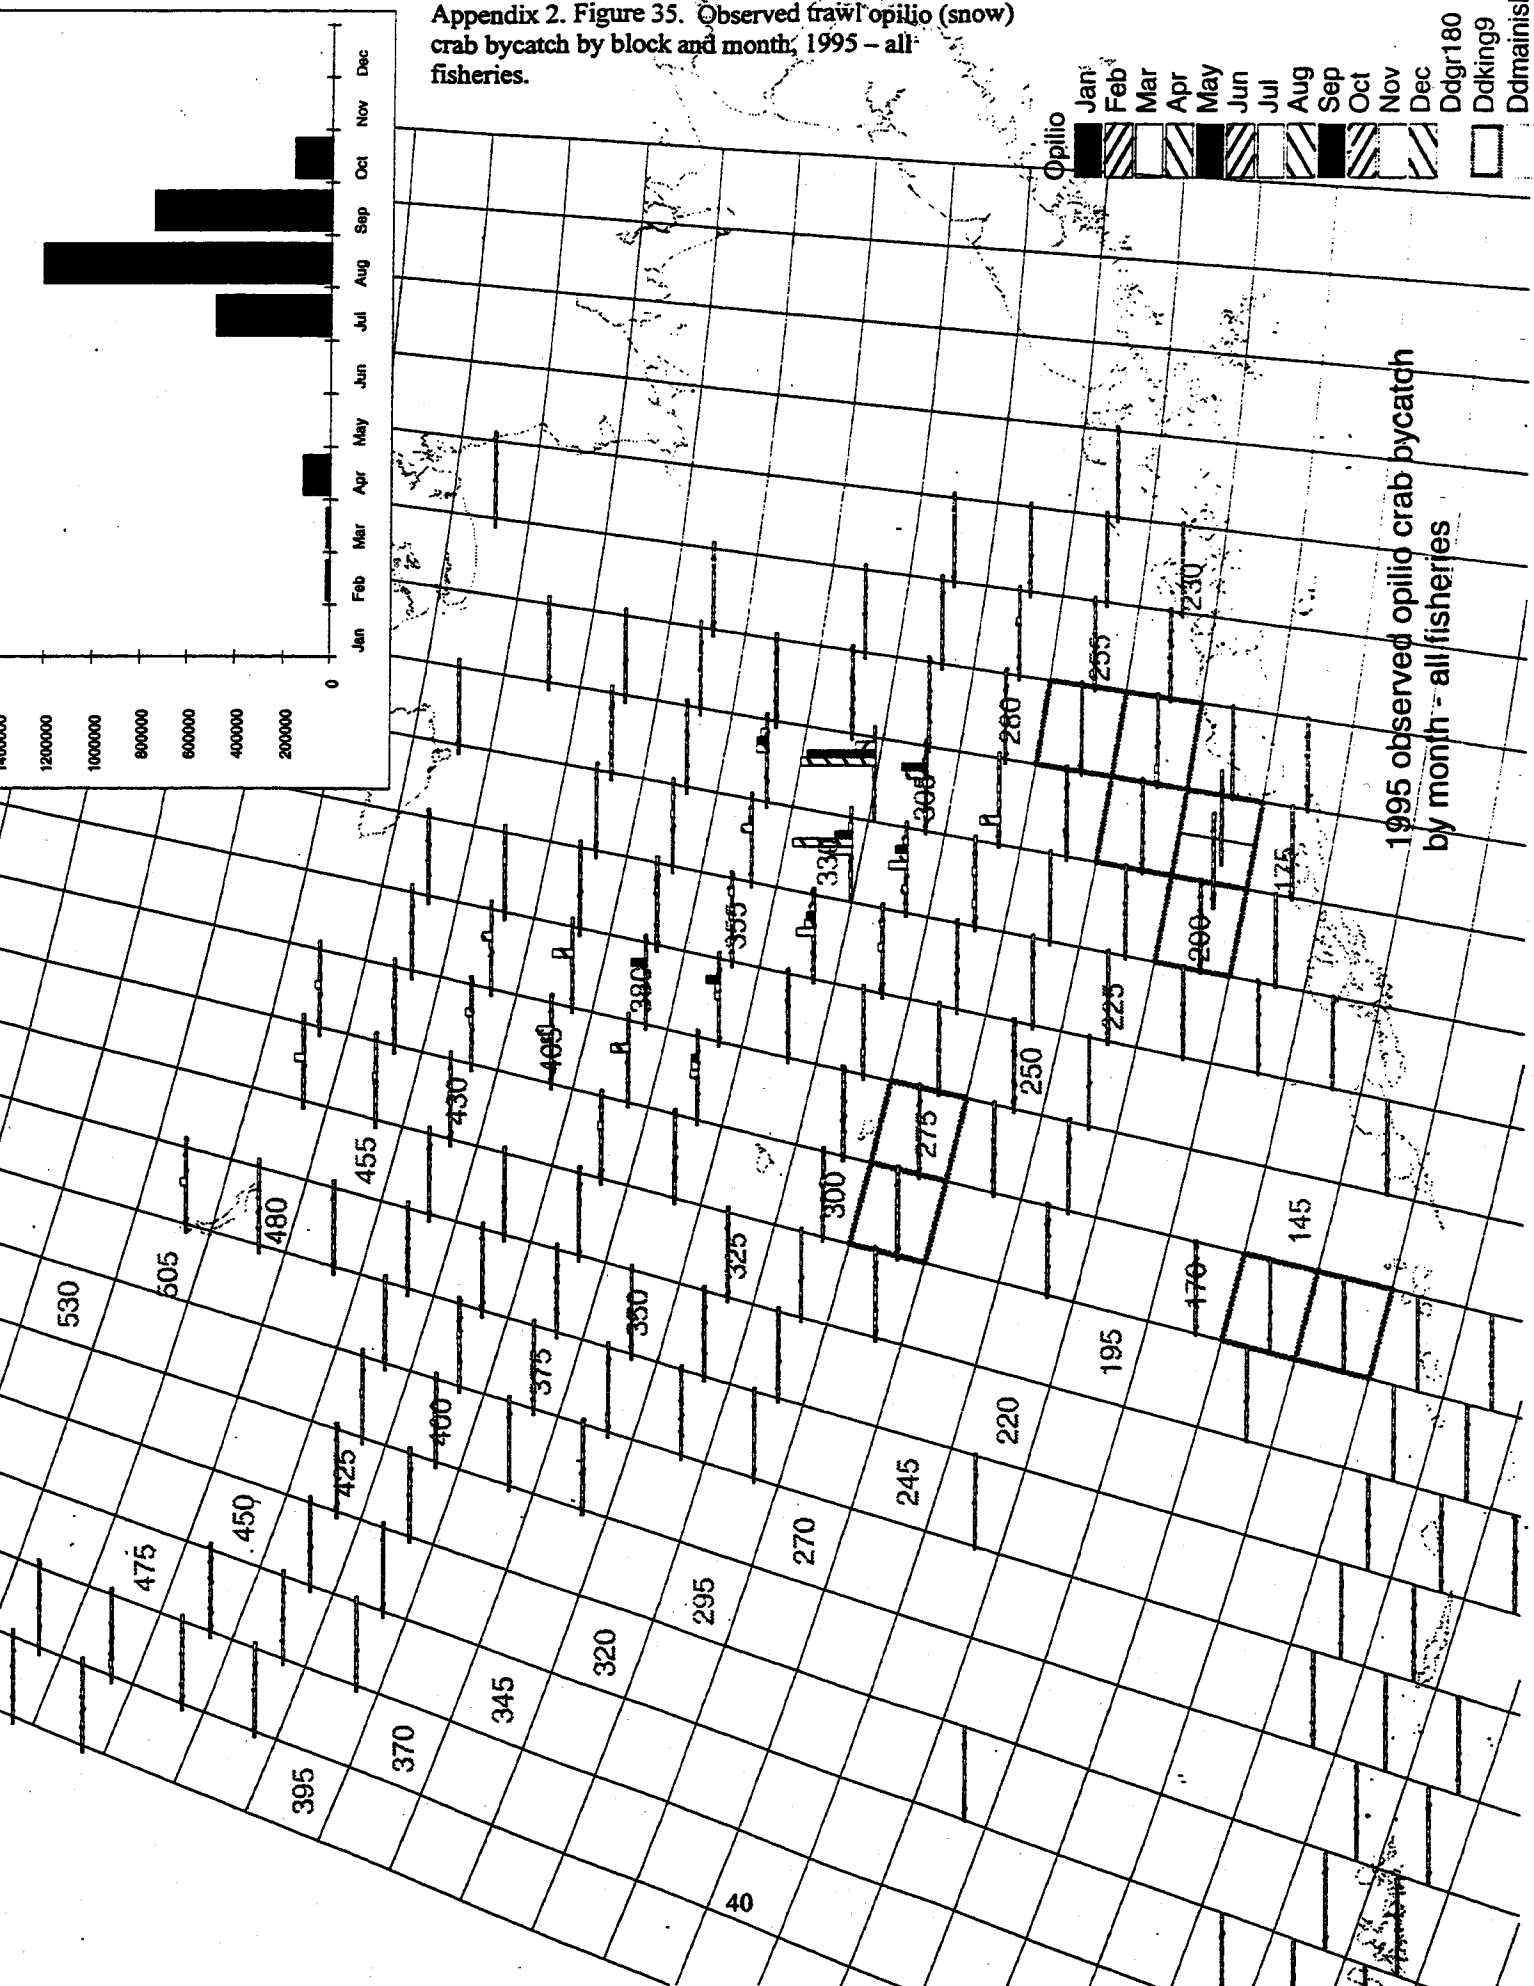 Appendix 2. Figure 35. Observed trawl opilio (snow)
crab bycatch by block and month, 1995 – all
fisheries.
1400000
1200000
1000000
800000
600000
400000
200000
0
Jan
Feb
Mar
Apr
May
Jun
Jul
Aug
Sep
Oct
Nov
Dec
Opilio
Jan
Feb
Mar
Apr
May
Jun
Jul
Aug
Sep
Oct
Nov
Dec
Ddgr180
Ddking9
Ddmainisl
1995 observed opilio crab bycatch
by month - all fisheries
530
505
480
455
430
405
380
355
330
305
280
255
230
475
450
425
400
375
350
325
300
275
250
225
200
175
395
370
345
320
295
270
245
220
195
170
145
40